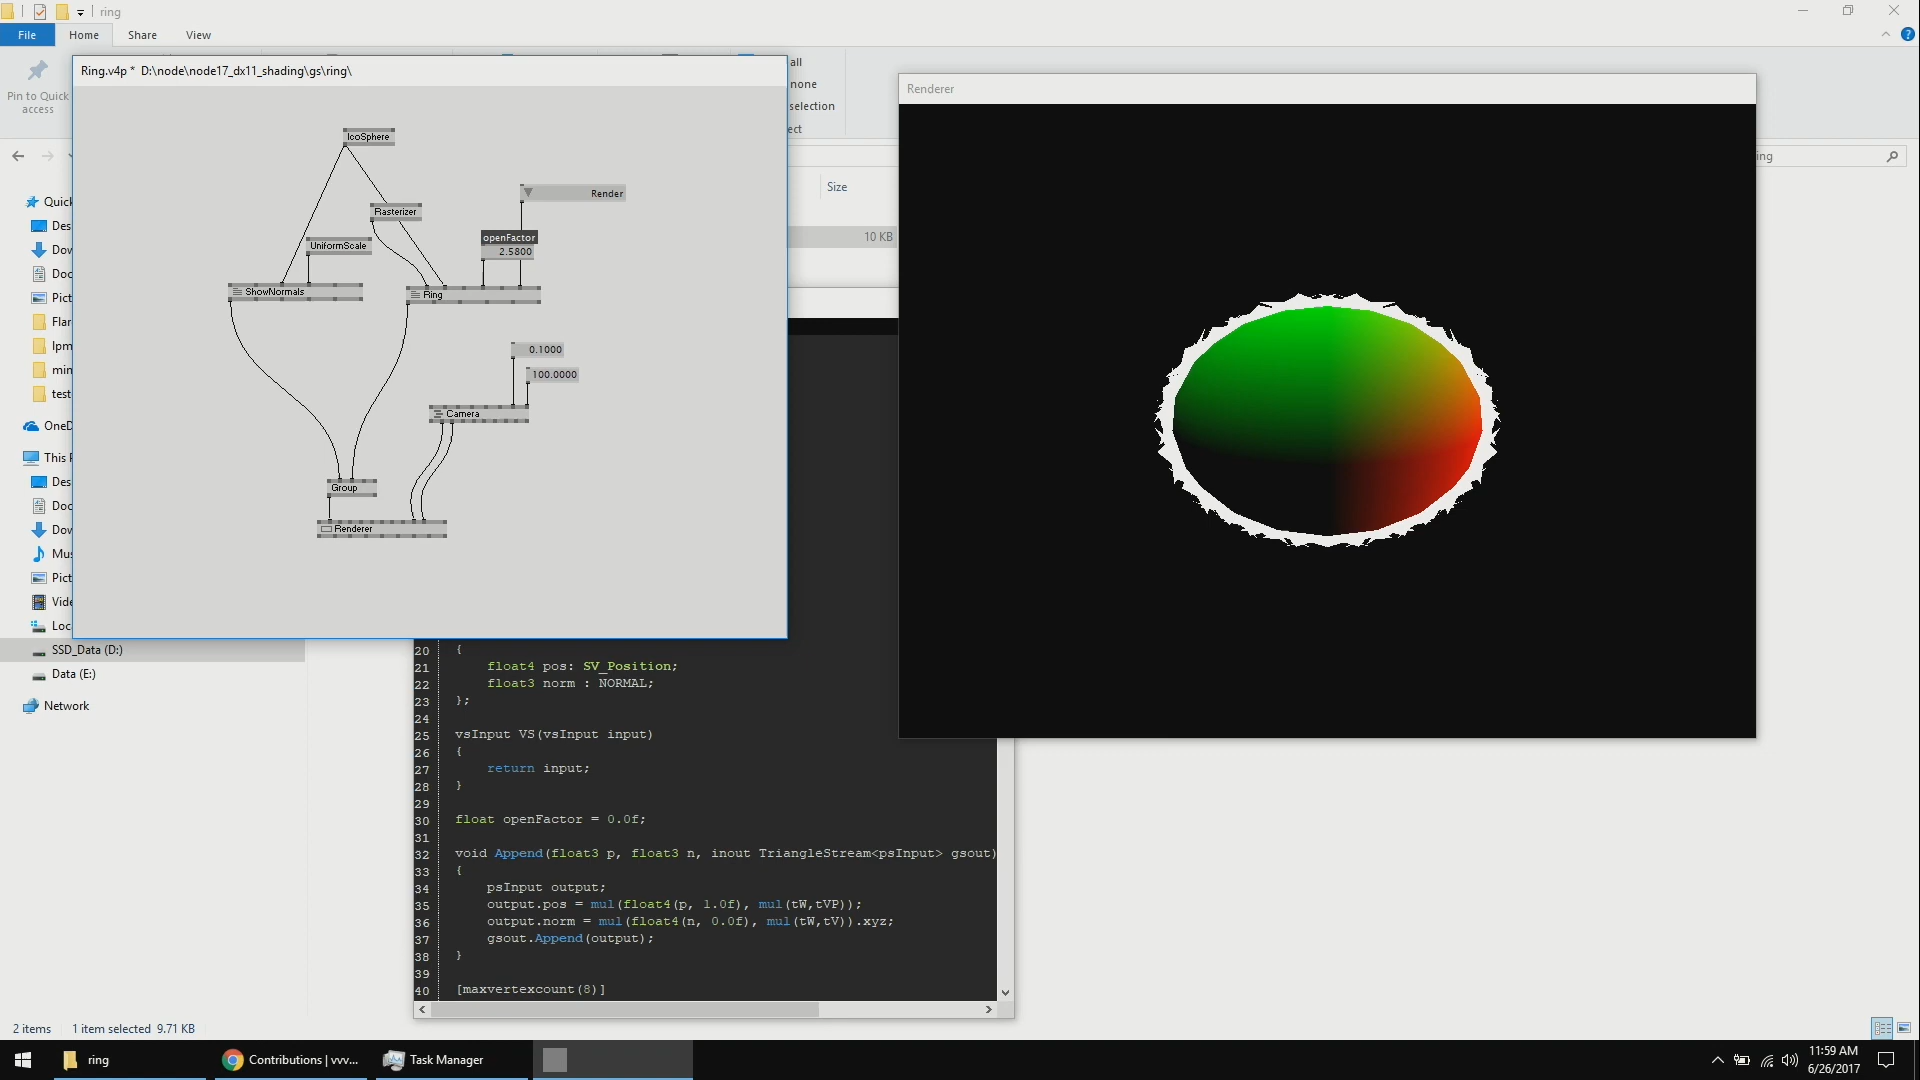 ring
File
Home
Share
View
Pin to Quick
access
Ring.v4p * D:\node\node17_dx11_shading\gs\ring\
all
none
selection
ect
Renderer
ing
Size
10 KB
IcoSphere
Render
Rasterizer
openFactor
2.5800
UniformScale
ShowNormals
Ring
0.1000
100.0000
Camera
Group
Renderer
Quick
Des
Dow
Doc
Pict
Flar
lpm
min
test
OneD
This P
Des
Doc
Dow
Mus
Pict
Vide
Loc
SSD_Data (D:)
Data (E:)
Network
20 {
21 float4 pos: SV_Position;
22 float3 norm : NORMAL;
23 };
24
25 vsInput VS(vsInput input)
26 {
27 return input;
28 }
29
30 float openFactor = 0.0f;
31
32 void Append(float3 p, float3 n, inout TriangleStream<psInput> gsout)
33 {
34 psInput output;
35 output.pos = mul(float4(p, 1.0f), mul(tW,tVP));
36 output.norm = mul(float4(n, 0.0f), mul(tW,tV)).xyz;
37 gsout.Append(output);
38 }
39
40 [maxvertexcount(8)]
2 items 1 item selected 9.71 KB
ring
Contributions | vvv...
Task Manager
11:59 AM
6/26/2017